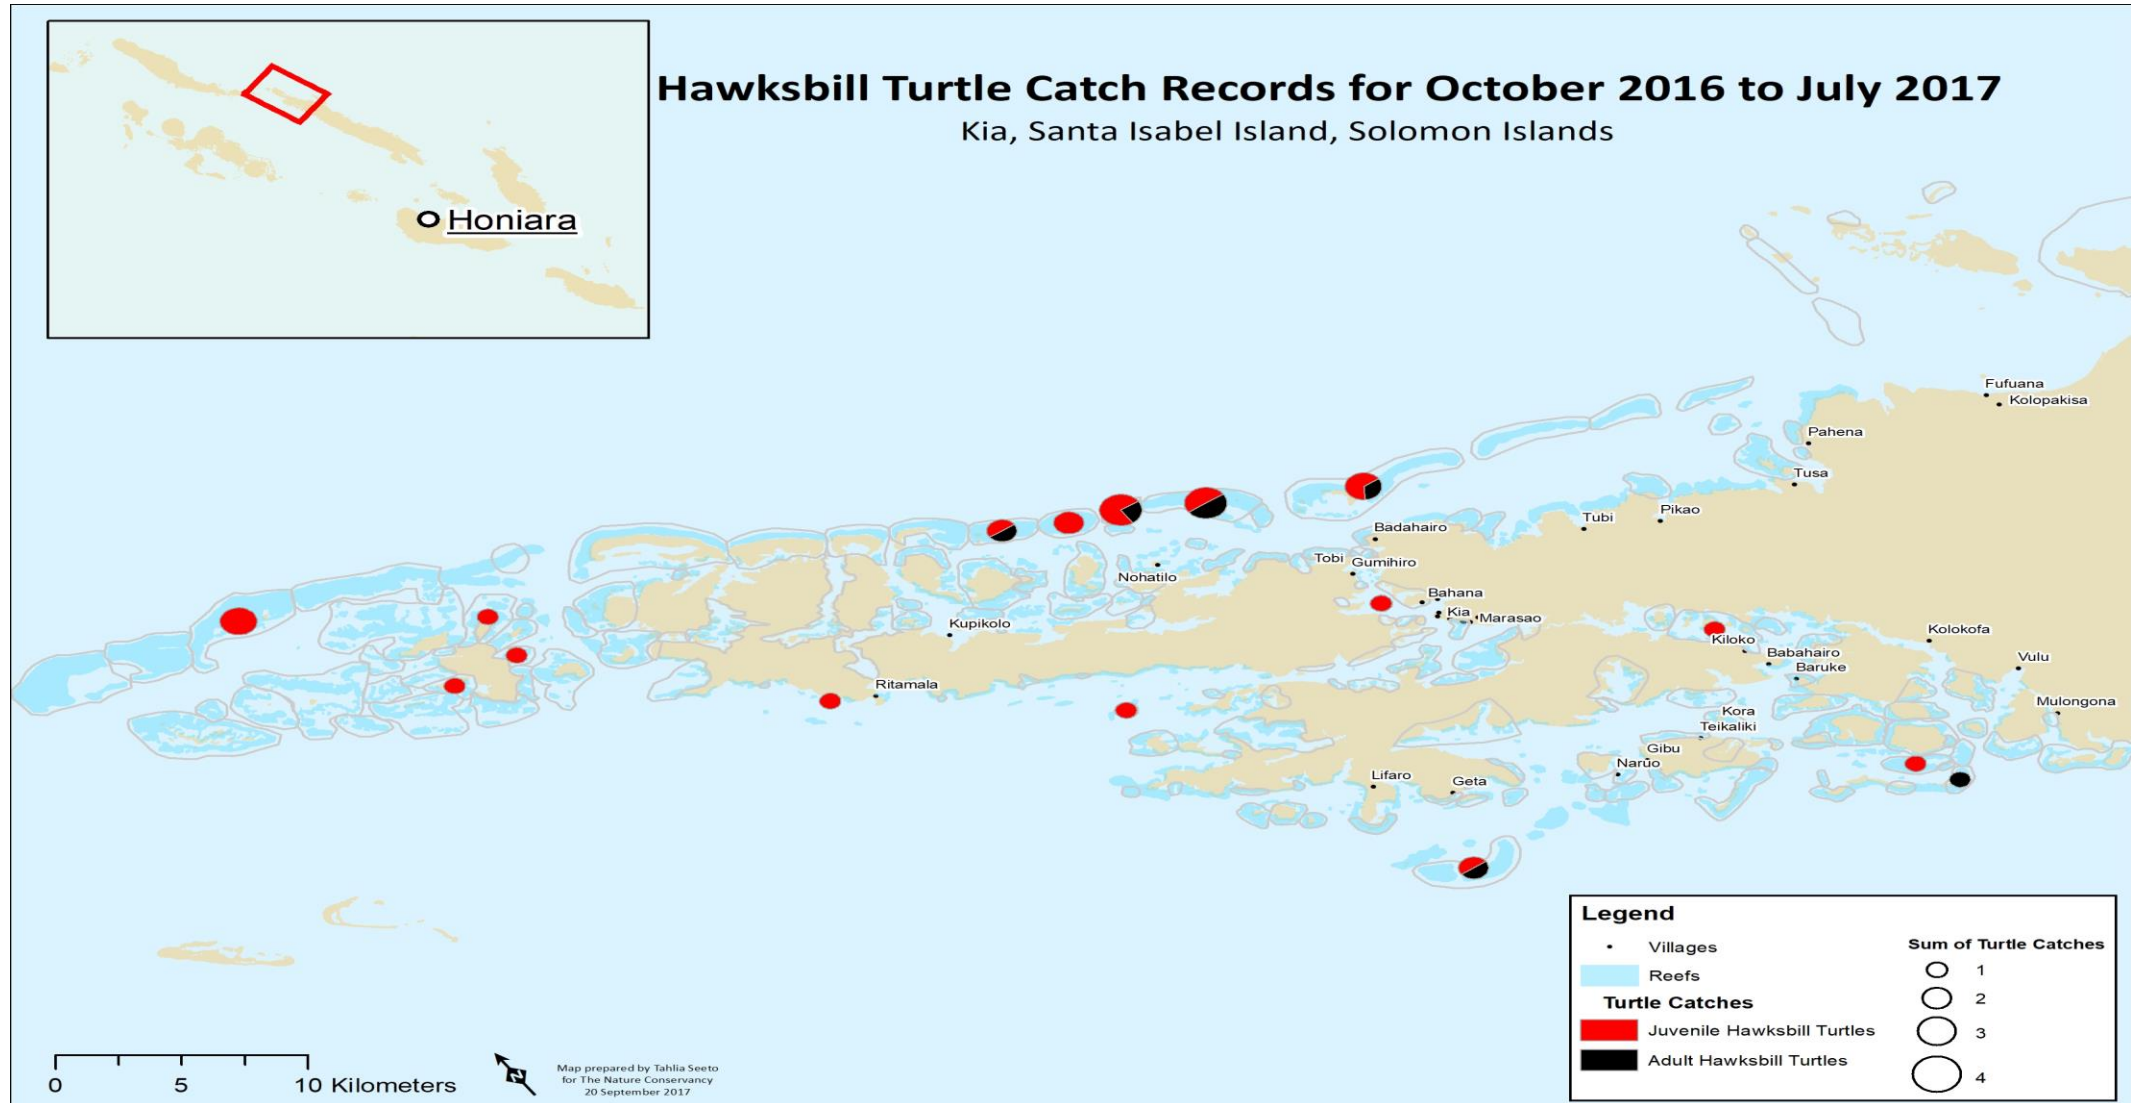 Hawksbill Turtle Catch Records for October 2016 to July 2017
Kia, Santa Isabel Island, Solomon Islands
Honiara
Fufuana
Kolopakisa
Pahena
Tusa
Pikao
Tubi
Badahairo
Tobi
Gumihiro
Nohatilo
Bahana
Kia
Marasao
Kupikolo
Kiloko
Kolokofa
Babahairo
Vulu
Baruke
Ritamala
Mulongona
Kora
Teikaliki
Gibu
Naruo
Lifaro
Geta
Legend
Villages
Reefs
Turtle Catches
Juvenile Hawksbill Turtles
Adult Hawksbill Turtles
Sum of Turtle Catches
1
2
3
4
0 5 10 Kilometers
N
Map prepared by Tahlia Seeto
for The Nature Conservancy
20 September 2017